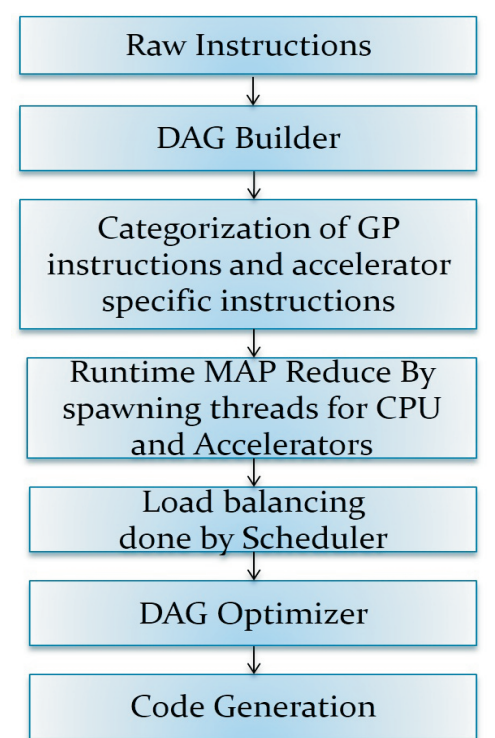 Raw Instructions
DAG Builder
Categorization of GP
instructions and accelerator
specific instructions
Runtime MAP Reduce By
spawning threads for CPU
and Accelerators
Load balancing
done by Scheduler
DAG Optimizer
Code Generation